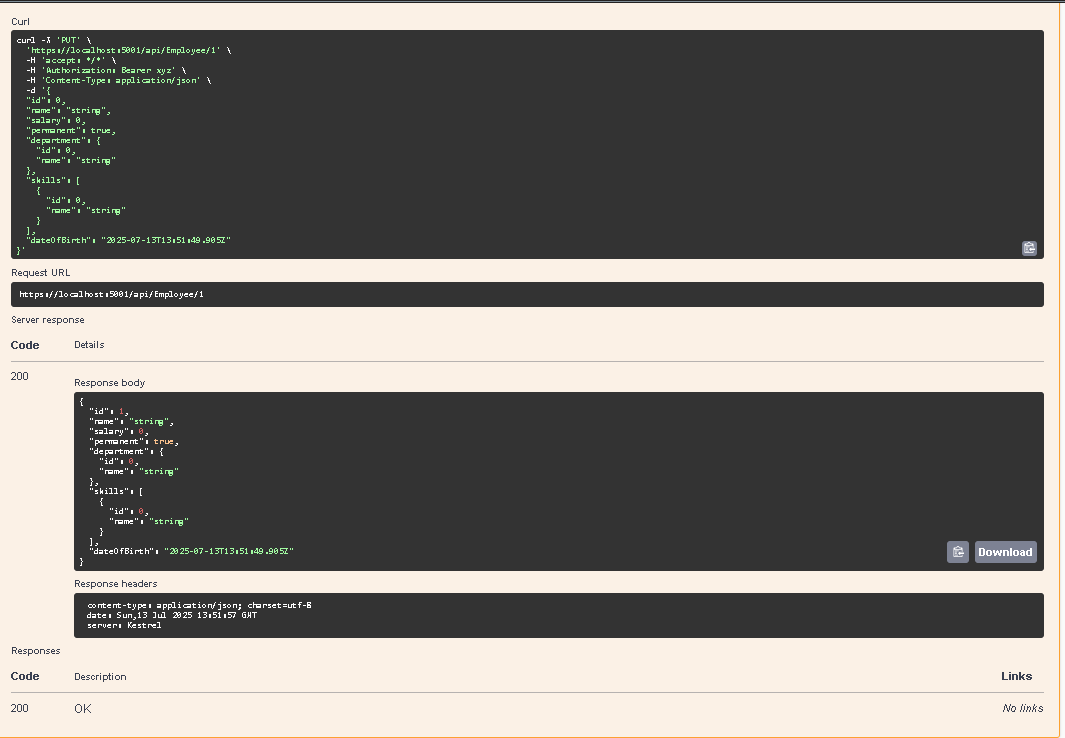 Curl
curl -X 'PUT' \
'https://localhost:5001/api/Employee/1' \
-H 'accept: */*' \
-H 'Authorization: Bearer xyz' \
-H 'Content-Type: application/json' \
-d '{
"id": 0,
"name": "string",
"salary": 0,
"permanent": true,
"department": {
"id": 0,
"name": "string"
},
"skills": [
{
"id": 0,
"name": "string"
}
],
"dateOfBirth": "2025-07-13T13:51:49.905Z"
}'
Request URL
https://localhost:5001/api/Employee/1
Server response
Code Details
200
Response body
{
"id": 1,
"name": "string",
"salary": 0,
"permanent": true,
"department": {
"id": 0,
"name": "string"
},
"skills": [
{
"id": 0,
"name": "string"
}
],
"dateOfBirth": "2025-07-13T13:51:49.905Z"
}
Download
Response headers
content-type: application/json; charset=utf-8
date: Sun,13 Jul 2025 13:51:57 GMT
server: Kestrel
Responses
Code Description Links
200 OK No links